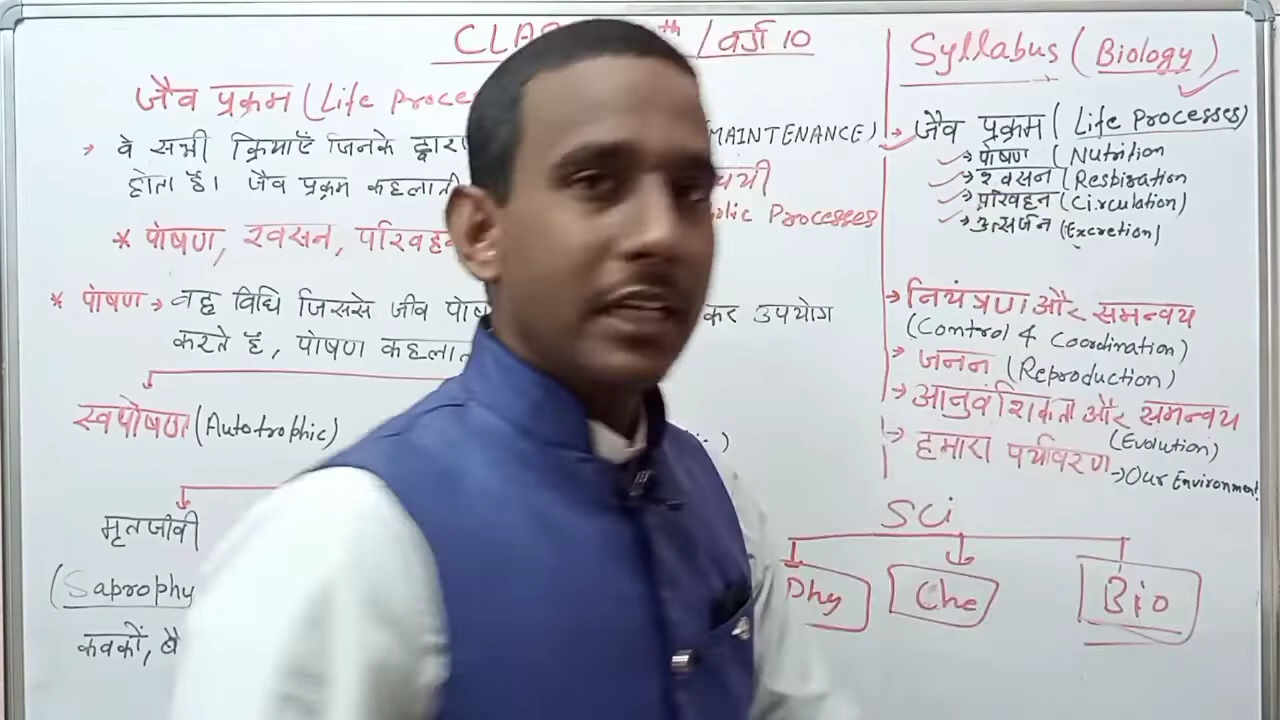 CLA th / वर्ग 10
जैव प्रक्रम (Life Proce
वे सभी क्रियाएँ जिनके द्वारा MAINTENANCE)
होता है। जैव प्रक्रम कहलाती
olic Processes
* पोषण, श्वसन, परिवह
* पोषण → वह विधि जिससे जीव पोष कर उपयोग
करते हैं, पोषण कहलात
स्वपोषण (Autotrophic)
मृतजीवी
(Saprophy
कवकों, बै
Syllabus (Biology)
→ जैव प्रक्रम (Life Processes)
→ पोषण (Nutrition
→ श्वसन (Resbiration
→ परिवहन (Circulation)
→ उत्सर्जन (Excretion)
→ नियंत्रण और समन्वय
(Control & Coordination)
→ जनन (Reproduction)
→ आनुवंशिकता और समन्वय
(Evolution)
→ हमारा पर्यावरण → Our Environment
SCi
Phy Che Bio